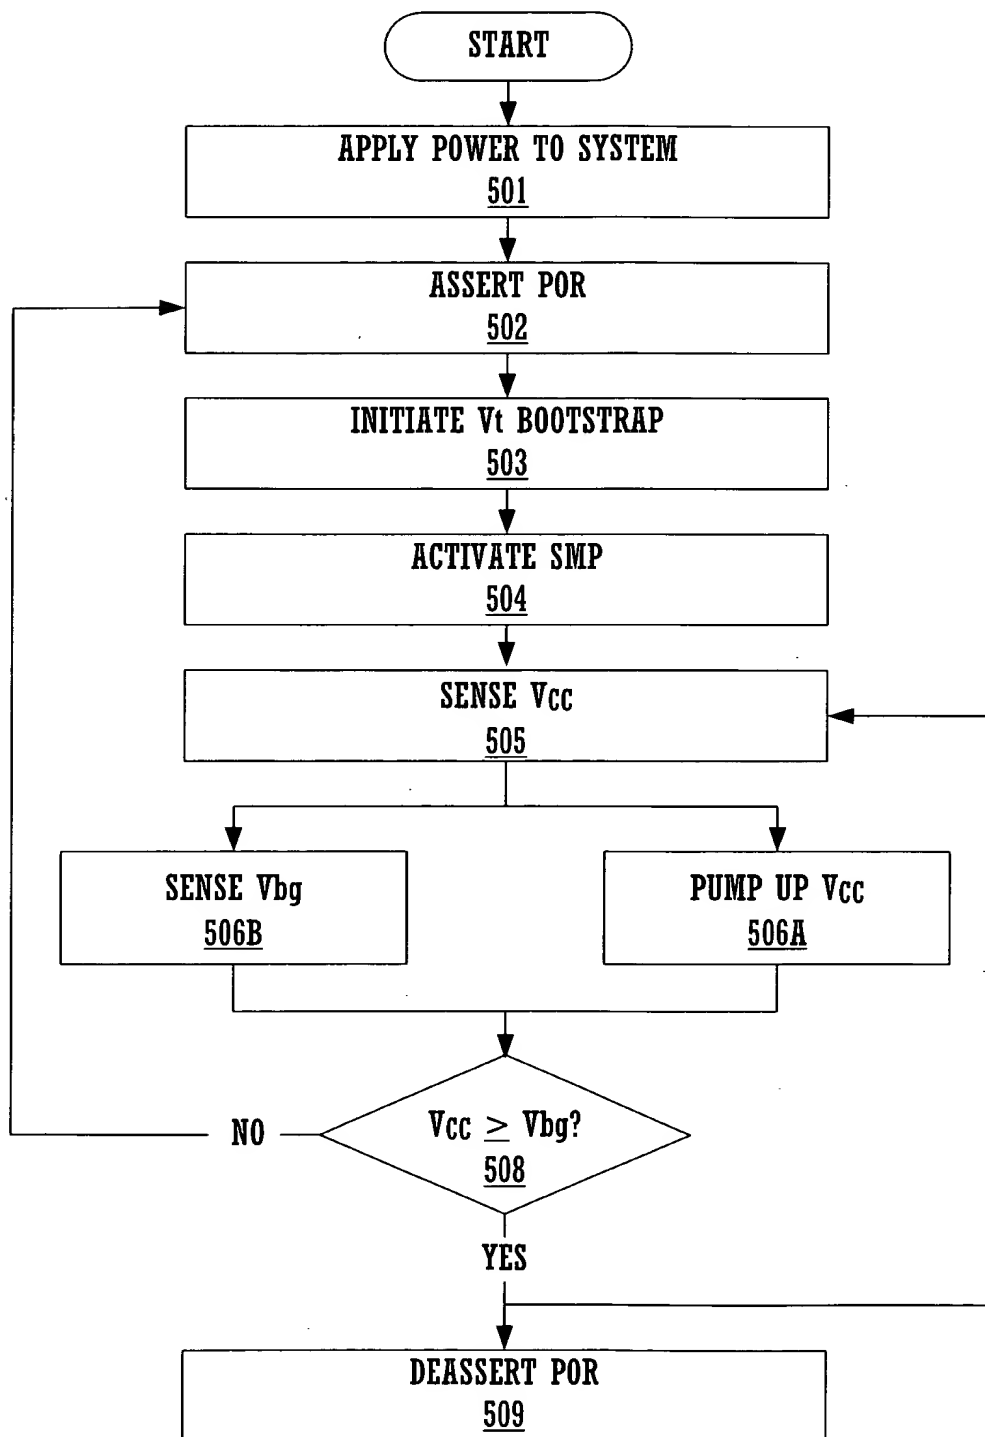 START
APPLY POWER TO SYSTEM
501
ASSERT POR
502
INITIATE Vt BOOTSTRAP
503
ACTIVATE SMP
504
SENSE VCC
505
SENSE Vbg
506B
PUMP UP VCC
506A
VCC ≥ Vbg?
508
NO
YES
DEASSERT POR
509